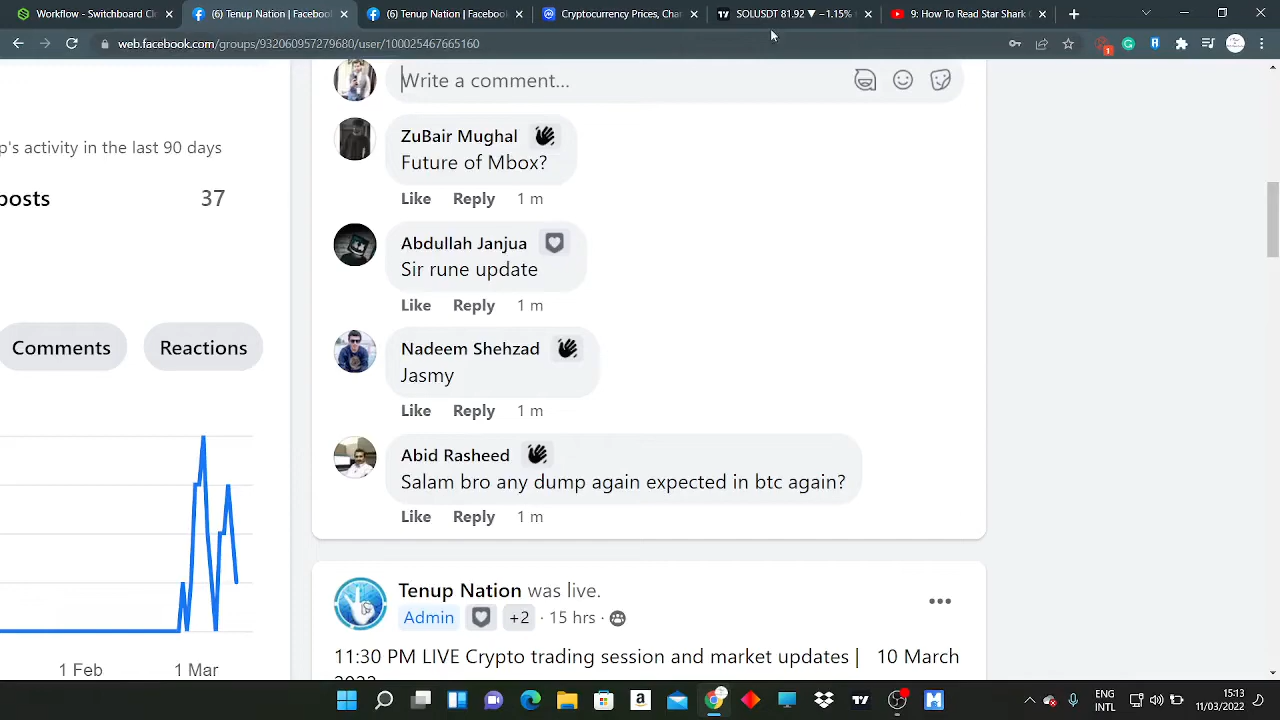 Workflow - Switchboard Cl
(6) Tenup Nation | Facebook
(6) Tenup Nation | Facebook
Cryptocurrency Prices, Chart
SOLUSDT 81.92 ▼ −1.15%
9: How To Read Star Shark G
web.facebook.com/groups/932060957279680/user/100025467665160
1
Write a comment...
p's activity in the last 90 days
posts 37
Comments Reactions
1 Feb 1 Mar
ZuBair Mughal
Future of Mbox?
Like Reply 1 m
Abdullah Janjua
Sir rune update
Like Reply 1 m
Nadeem Shehzad
Jasmy
Like Reply 1 m
Abid Rasheed
Salam bro any dump again expected in btc again?
Like Reply 1 m
Tenup Nation was live.
Admin +2 · 15 hrs ·
11:30 PM LIVE Crypto trading session and market updates | 10 March
2022
ENG
INTL
15:13
11/03/2022